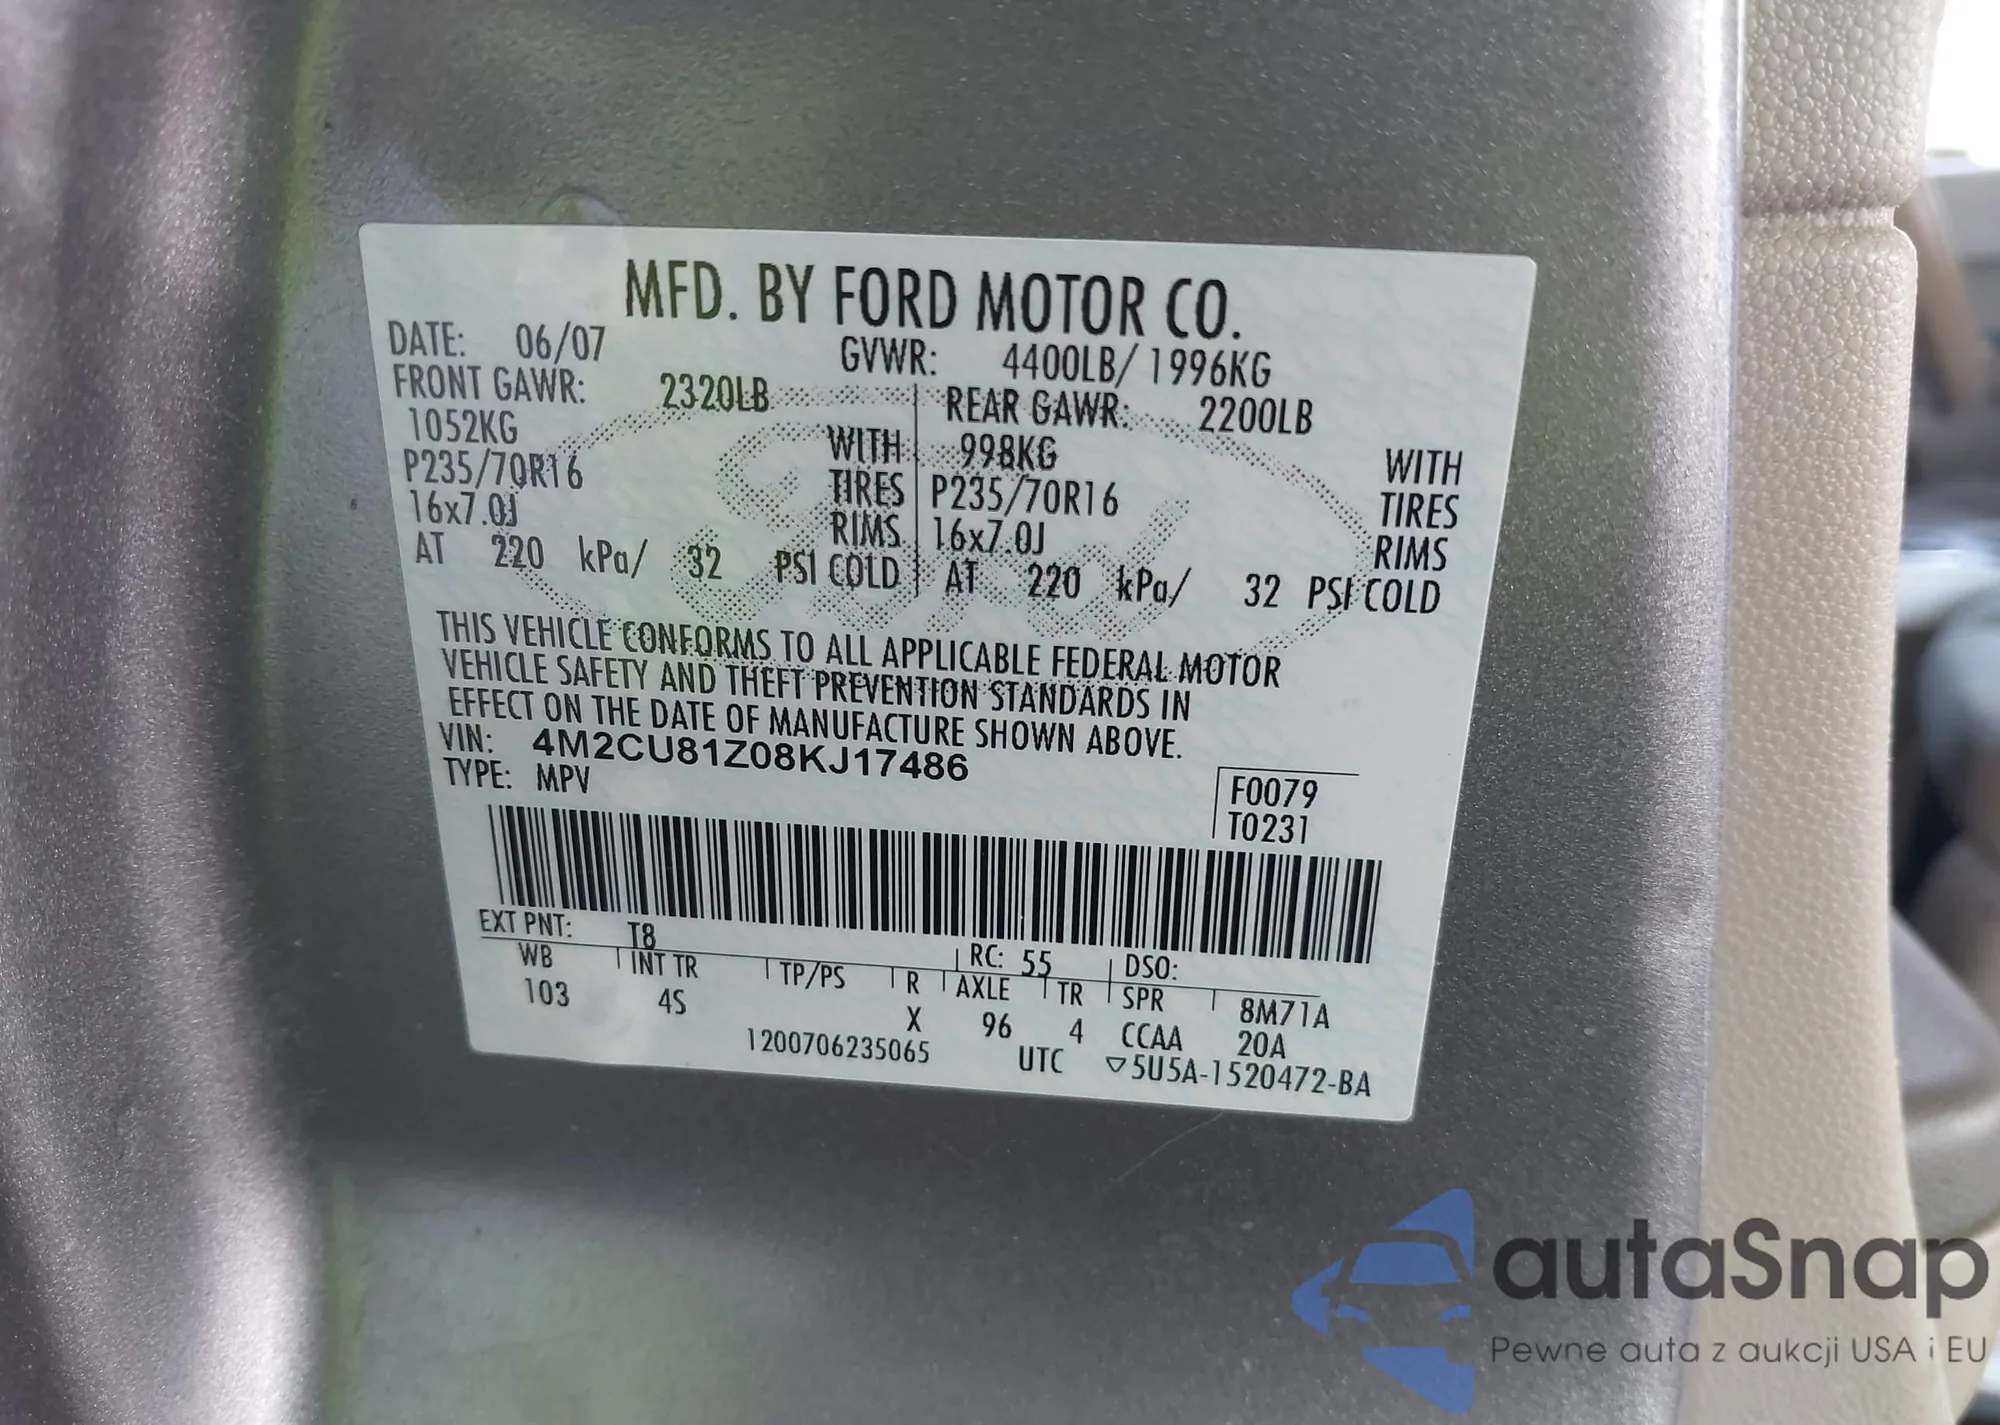 MFD. BY FORD MOTOR CO.
DATE: 06/07 GVWR: 4400LB/ 1996KG
FRONT GAWR: 2320LB REAR GAWR: 2200LB
1052KG WITH 998KG WITH
P235/70R16 TIRES P235/70R16 TIRES
16x7.0J RIMS 16x7.0J RIMS
AT 220 kPa/ 32 PSI COLD AT 220 kPa/ 32 PSI COLD
THIS VEHICLE CONFORMS TO ALL APPLICABLE FEDERAL MOTOR
VEHICLE SAFETY AND THEFT PREVENTION STANDARDS IN
EFFECT ON THE DATE OF MANUFACTURE SHOWN ABOVE.
VIN: 4M2CU81Z08KJ17486
TYPE: MPV
F0079
T0231
EXT PNT: T8 RC: 55 DSO:
WB INT TR TP/PS R AXLE TR SPR 8M71A
103 4S X 96 4 CCAA 20A
1200706235065 UTC ▽5U5A-1520472-BA
Ford
autaSnap
Pewne auta z aukcji USA i EU